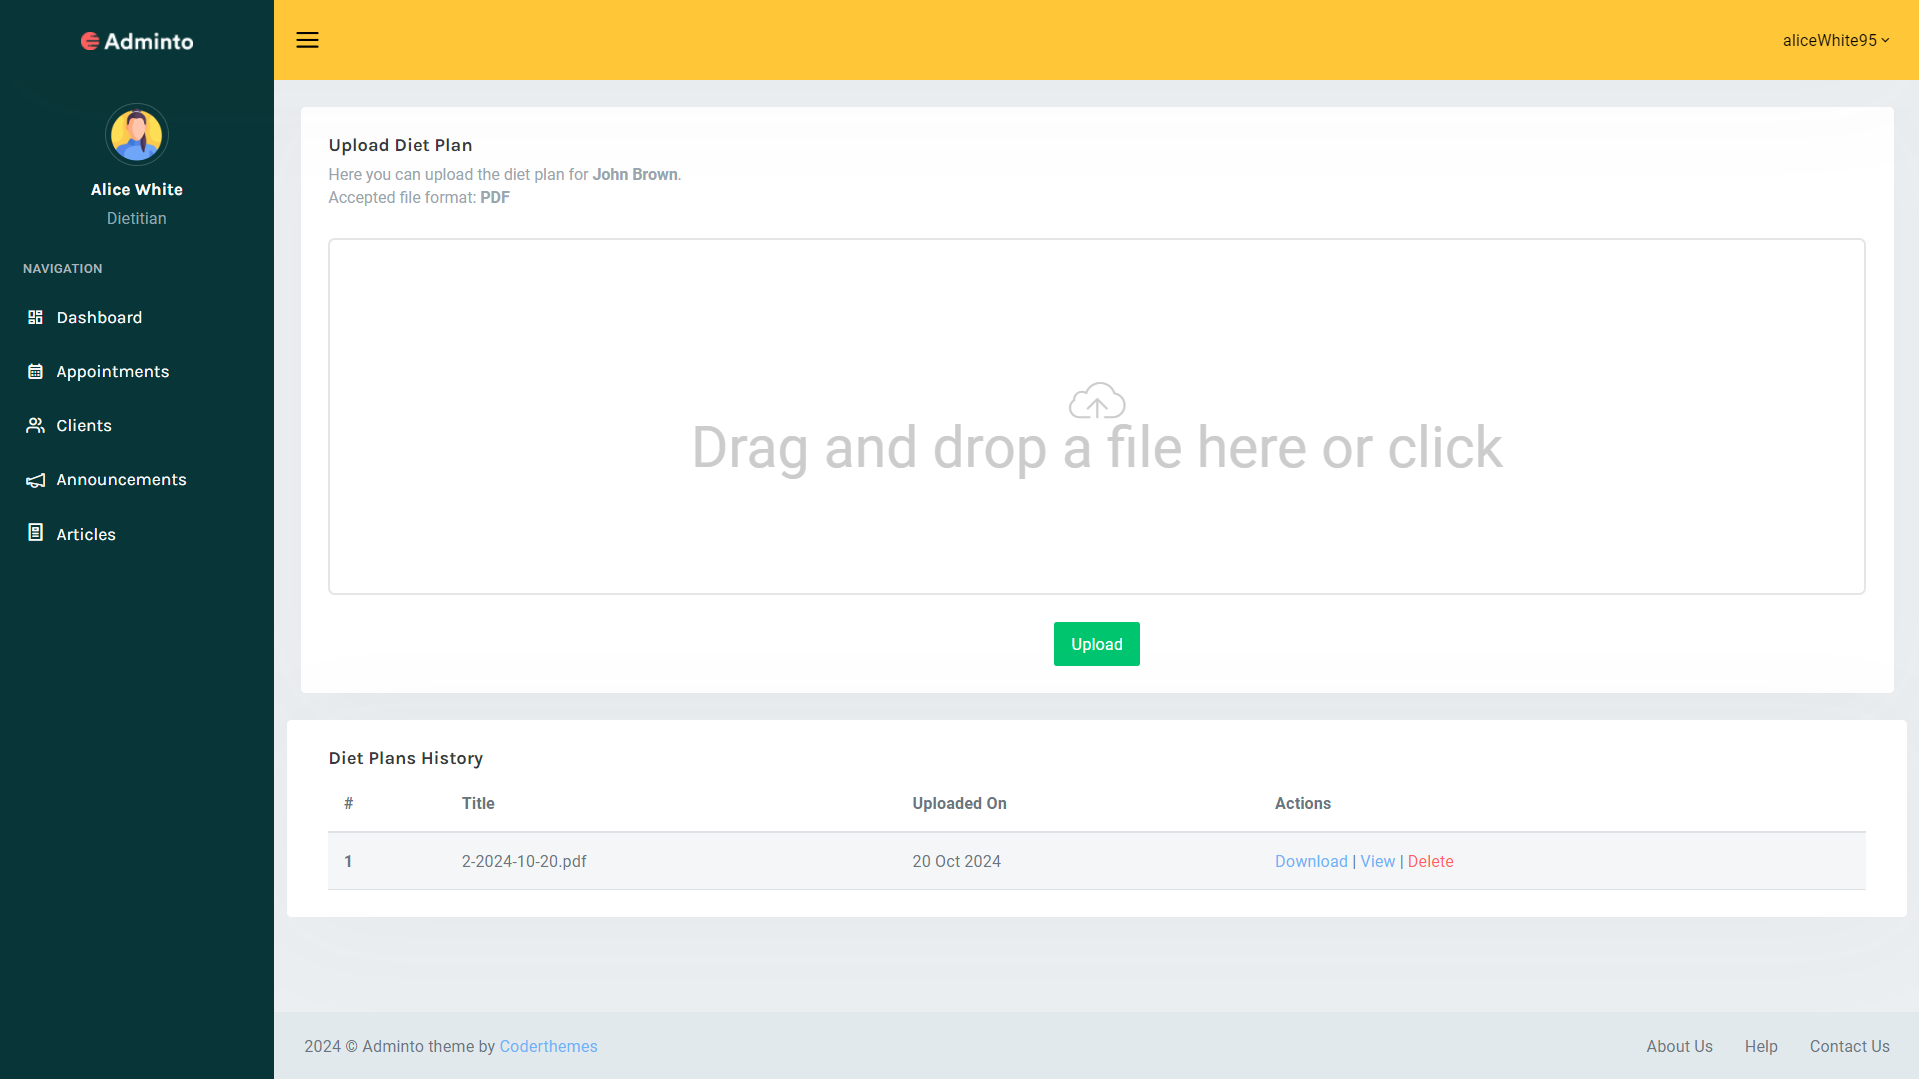 Adminto
aliceWhite95
Alice White
Dietitian
NAVIGATION
Dashboard
Appointments
Clients
Announcements
Articles
Upload Diet Plan
Here you can upload the diet plan for John Brown.
Accepted file format: PDF
Drag and drop a file here or click
Upload
Diet Plans History
# Title Uploaded On Actions
1 2-2024-10-20.pdf 20 Oct 2024 Download | View | Delete
2024 © Adminto theme by Coderthemes
About Us Help Contact Us